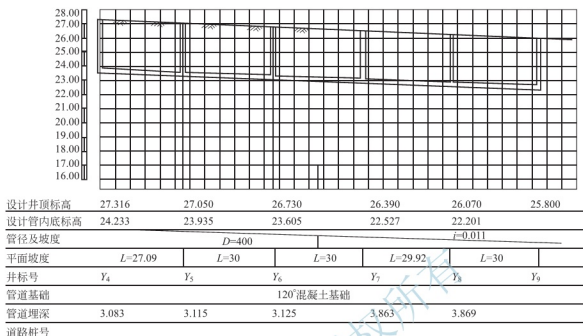 28.00
27.00
26.00
25.00
24.00
23.00
22.00
21.00
20.00
19.00
18.00
17.00
16.00
设计井顶标高 27.316 27.050 26.730 26.390 26.070 25.800
设计管内底标高 24.233 23.935 23.605 22.527 22.201
管径及坡度 D=400 i=0.011
平面坡度 L=27.09 L=30 L=30 L=29.92 L=30
井标号 Y4 Y5 Y6 Y7 Y8 Y9
管道基础 120°混凝土基础
管道埋深 3.083 3.115 3.125 3.863 3.869
道路桩号
权所有